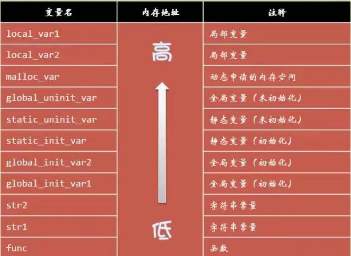 变量名 内存地址 注释
local_var1 局部变量
local_var2 高 局部变量
malloc_var 动态申请的内存空间
global_uninit_var 全局变量（未初始化）
static_uninit_var 静态变量（未初始化）
static_init_var 静态变量（初始化）
global_init_var2 全局变量（初始化）
global_init_var1 全局变量（初始化）
str2 字符串常量
str1 低 字符串常量
func 函数